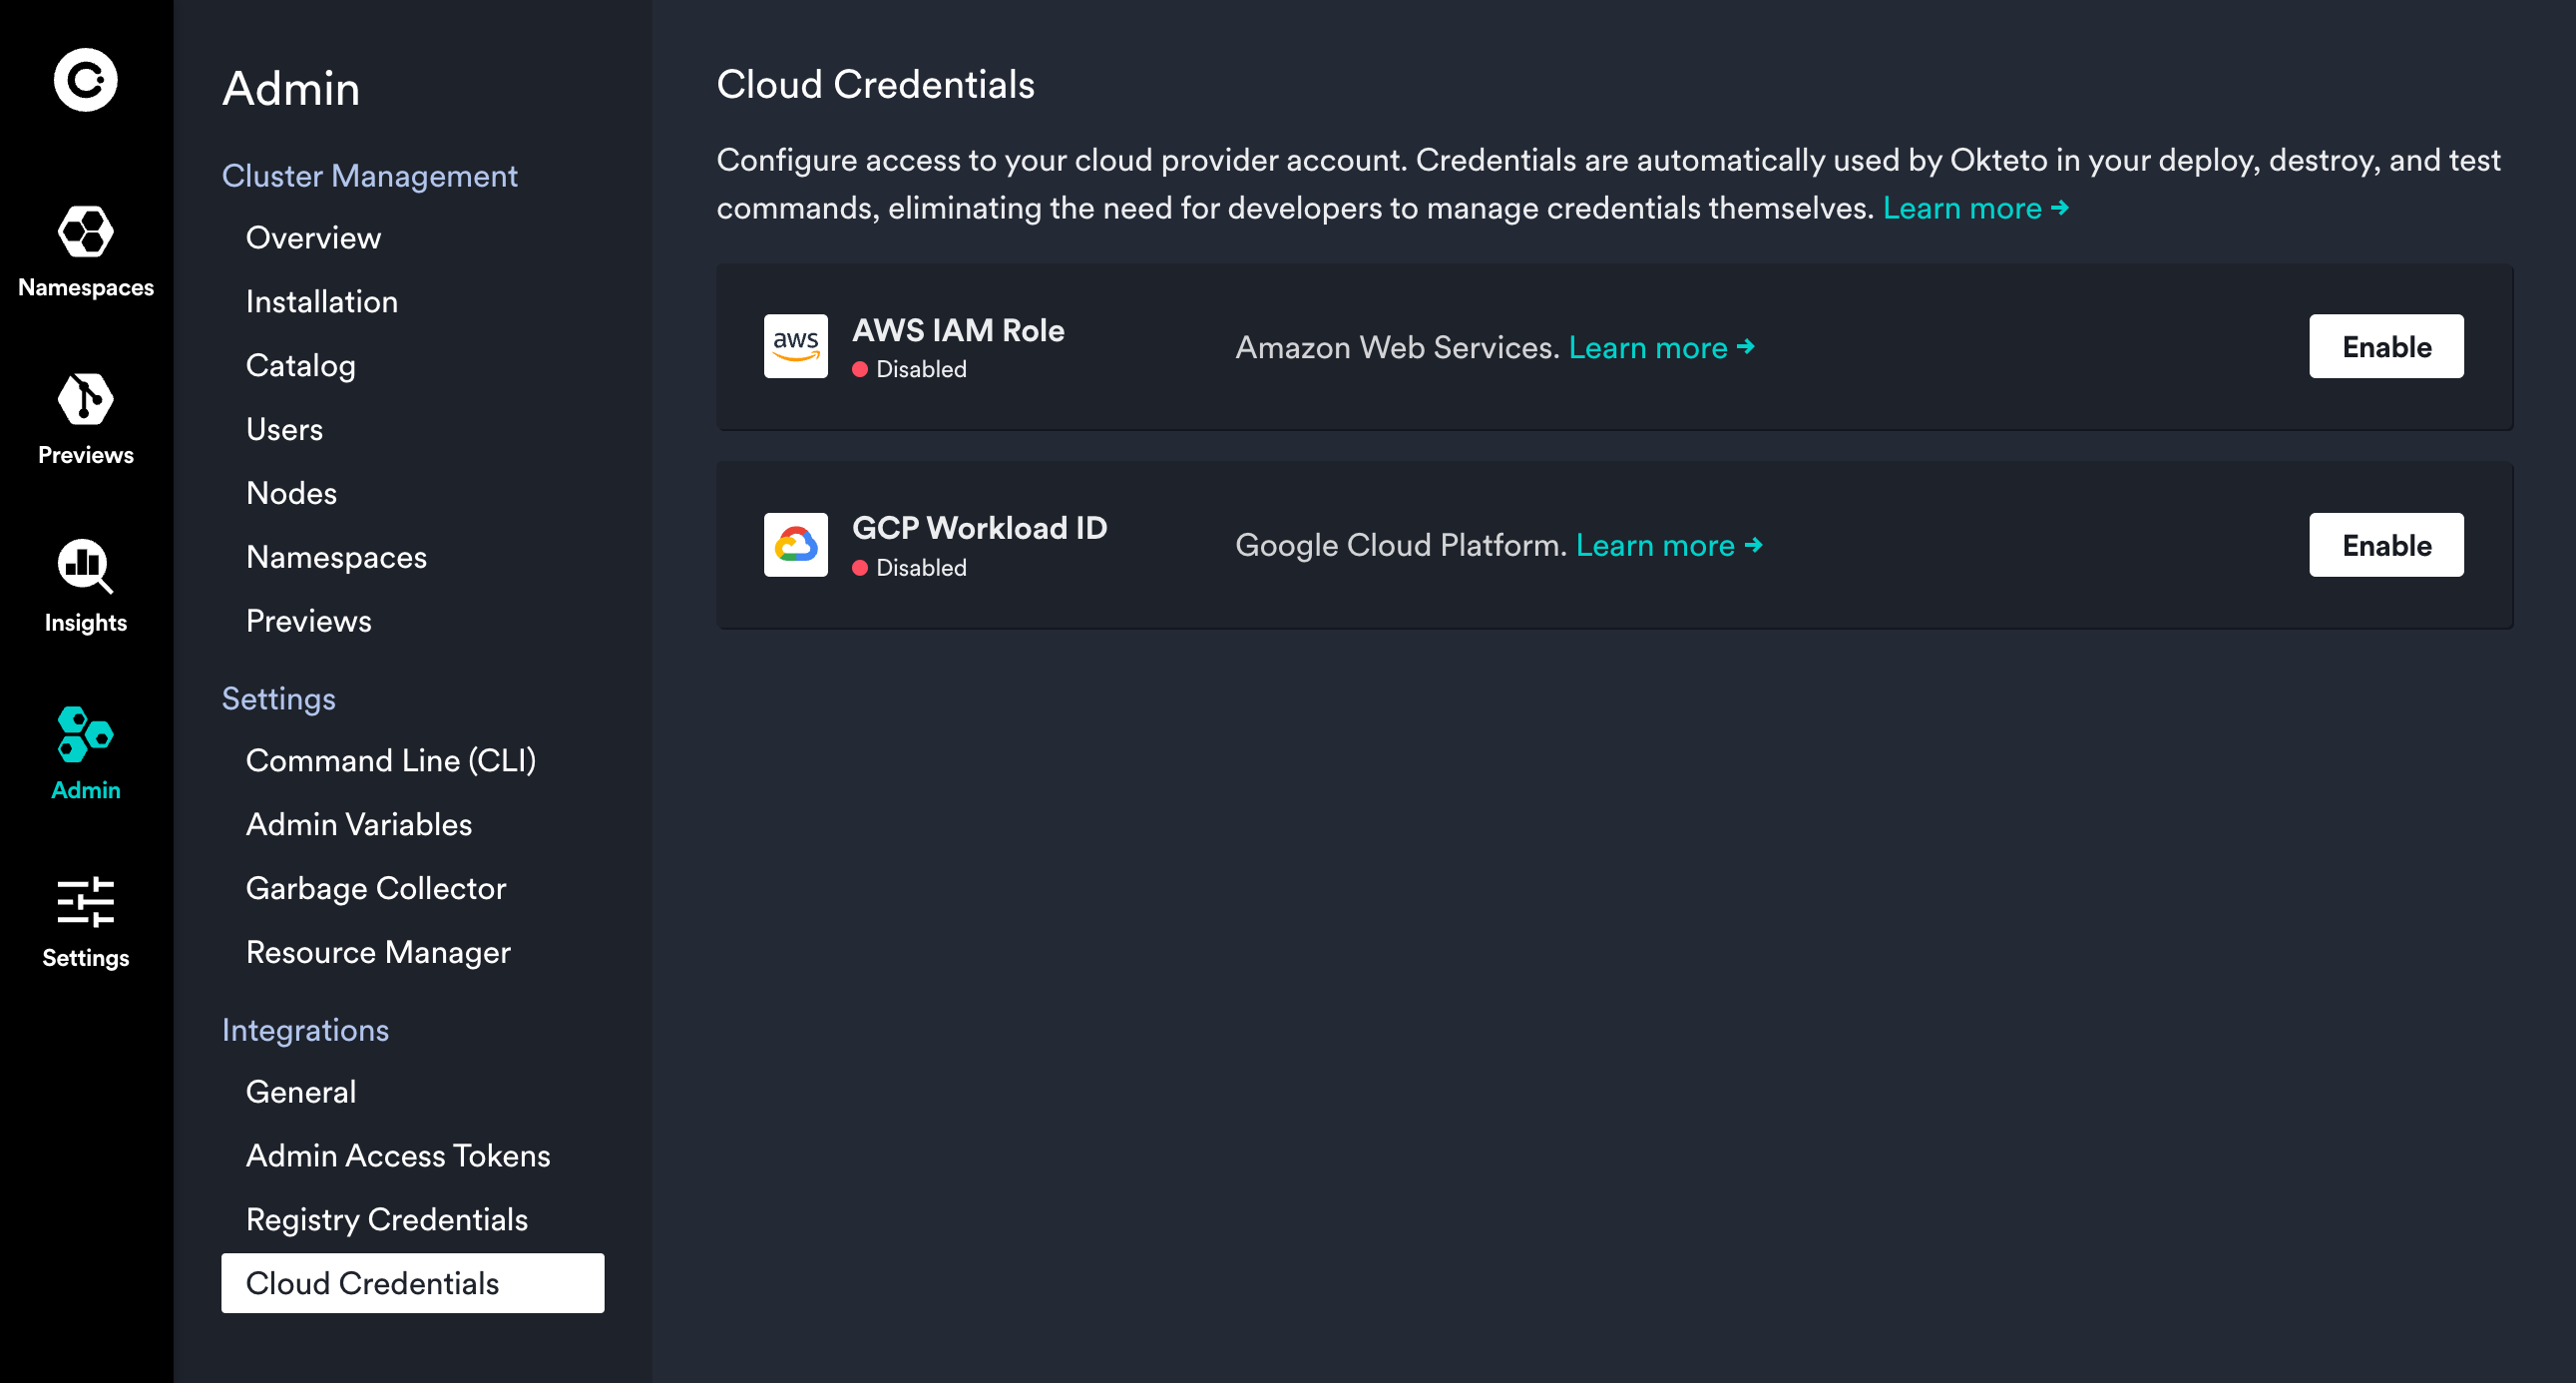 Namespaces
Previews
Insights
Admin
Settings
Admin
Cluster Management
Overview
Installation
Catalog
Users
Nodes
Namespaces
Previews
Settings
Command Line (CLI)
Admin Variables
Garbage Collector
Resource Manager
Integrations
General
Admin Access Tokens
Registry Credentials
Cloud Credentials
Cloud Credentials
Configure access to your cloud provider account. Credentials are automatically used by Okteto in your deploy, destroy, and test
commands, eliminating the need for developers to manage credentials themselves. Learn more →
aws
AWS IAM Role
Disabled
Amazon Web Services. Learn more →
Enable
GCP Workload ID
Disabled
Google Cloud Platform. Learn more →
Enable